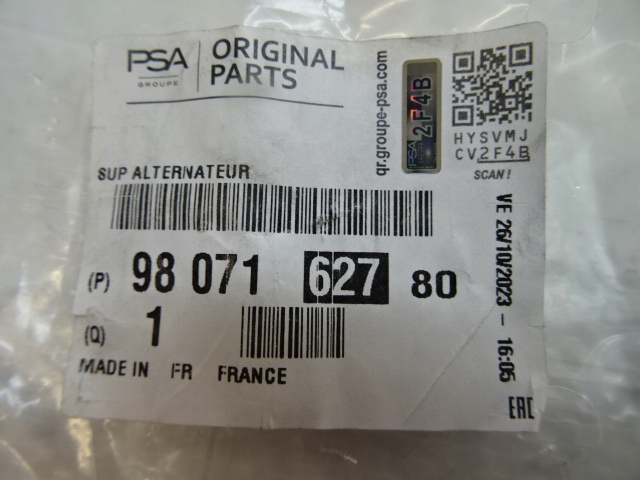 PSA
GROUPE
ORIGINAL
PARTS
qr.groupe-psa.com
PSA
2F4B
HYSVMJ
CV2F4B
SCAN!
SUP ALTERNATEUR
(P) 98 071 627 80
(Q) 1
MADE IN FR FRANCE
VE 26/10/2023 - 16:05
EAC